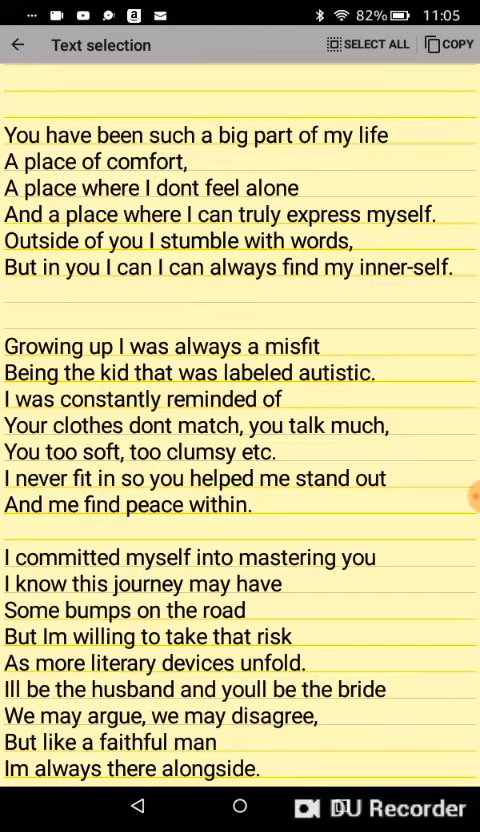 82% 11:05
Text selection SELECT ALL COPY
You have been such a big part of my life
A place of comfort,
A place where I dont feel alone
And a place where I can truly express myself.
Outside of you I stumble with words,
But in you I can I can always find my inner-self.
Growing up I was always a misfit
Being the kid that was labeled autistic.
I was constantly reminded of
Your clothes dont match, you talk much,
You too soft, too clumsy etc.
I never fit in so you helped me stand out
And me find peace within.
I committed myself into mastering you
I know this journey may have
Some bumps on the road
But Im willing to take that risk
As more literary devices unfold.
Ill be the husband and youll be the bride
We may argue, we may disagree,
But like a faithful man
Im always there alongside.
DU Recorder